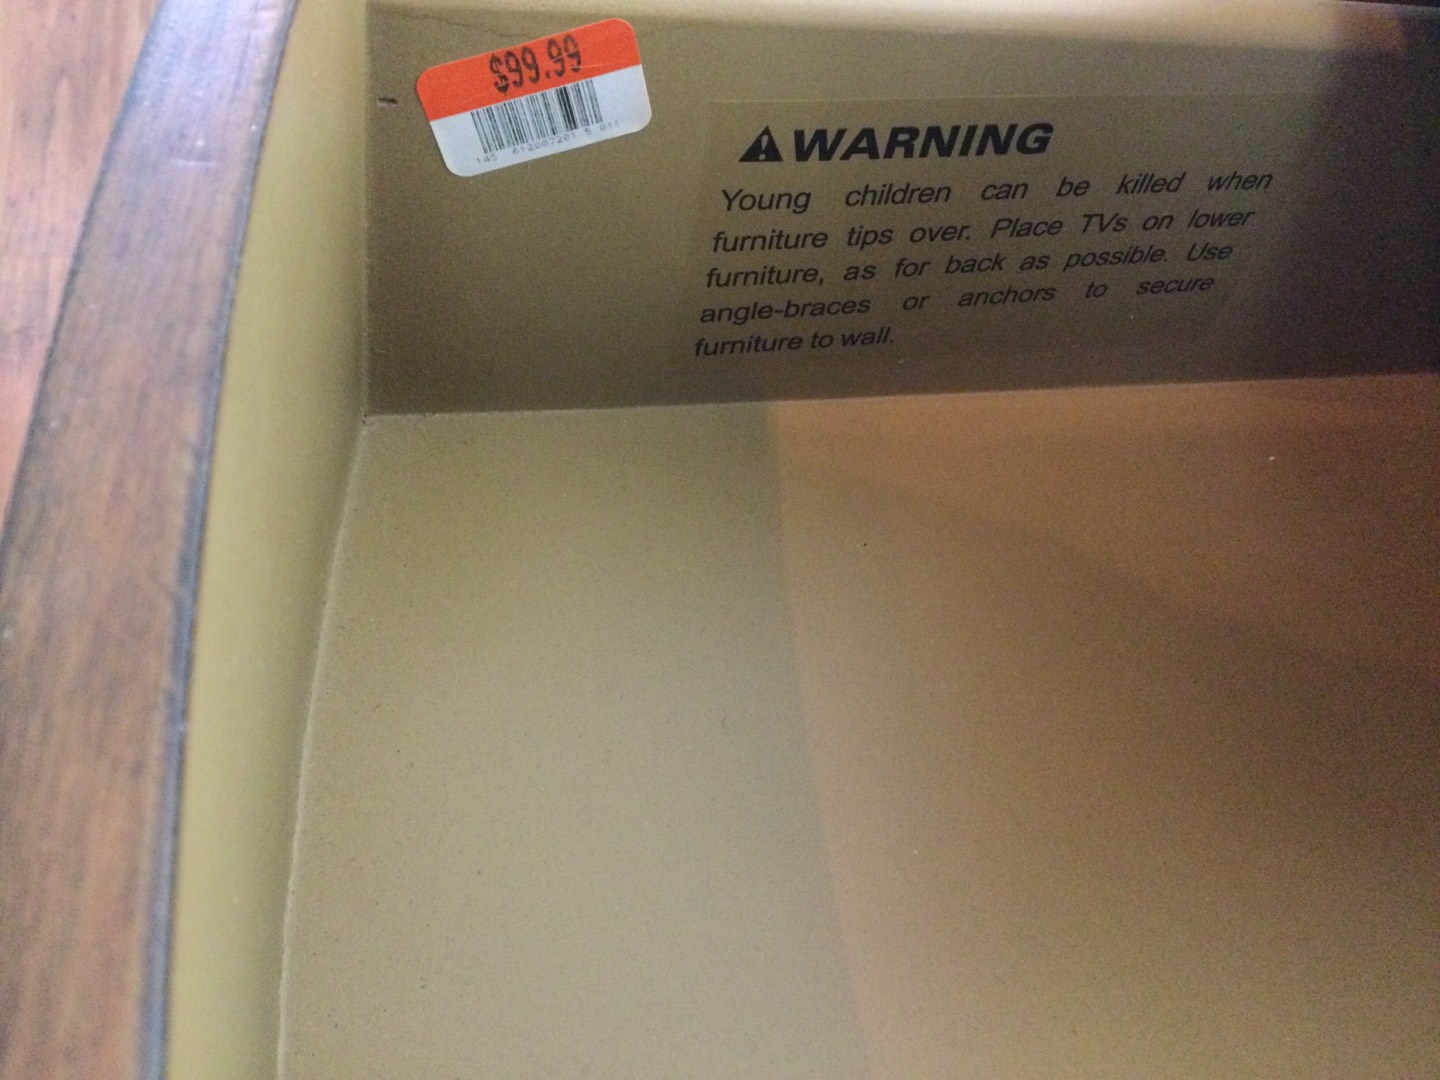 $99.99
WARNING
Young children can be killed when
furniture tips over. Place TVs on lower
furniture, as for back as possible. Use
angle-braces or anchors to secure
furniture to wall.